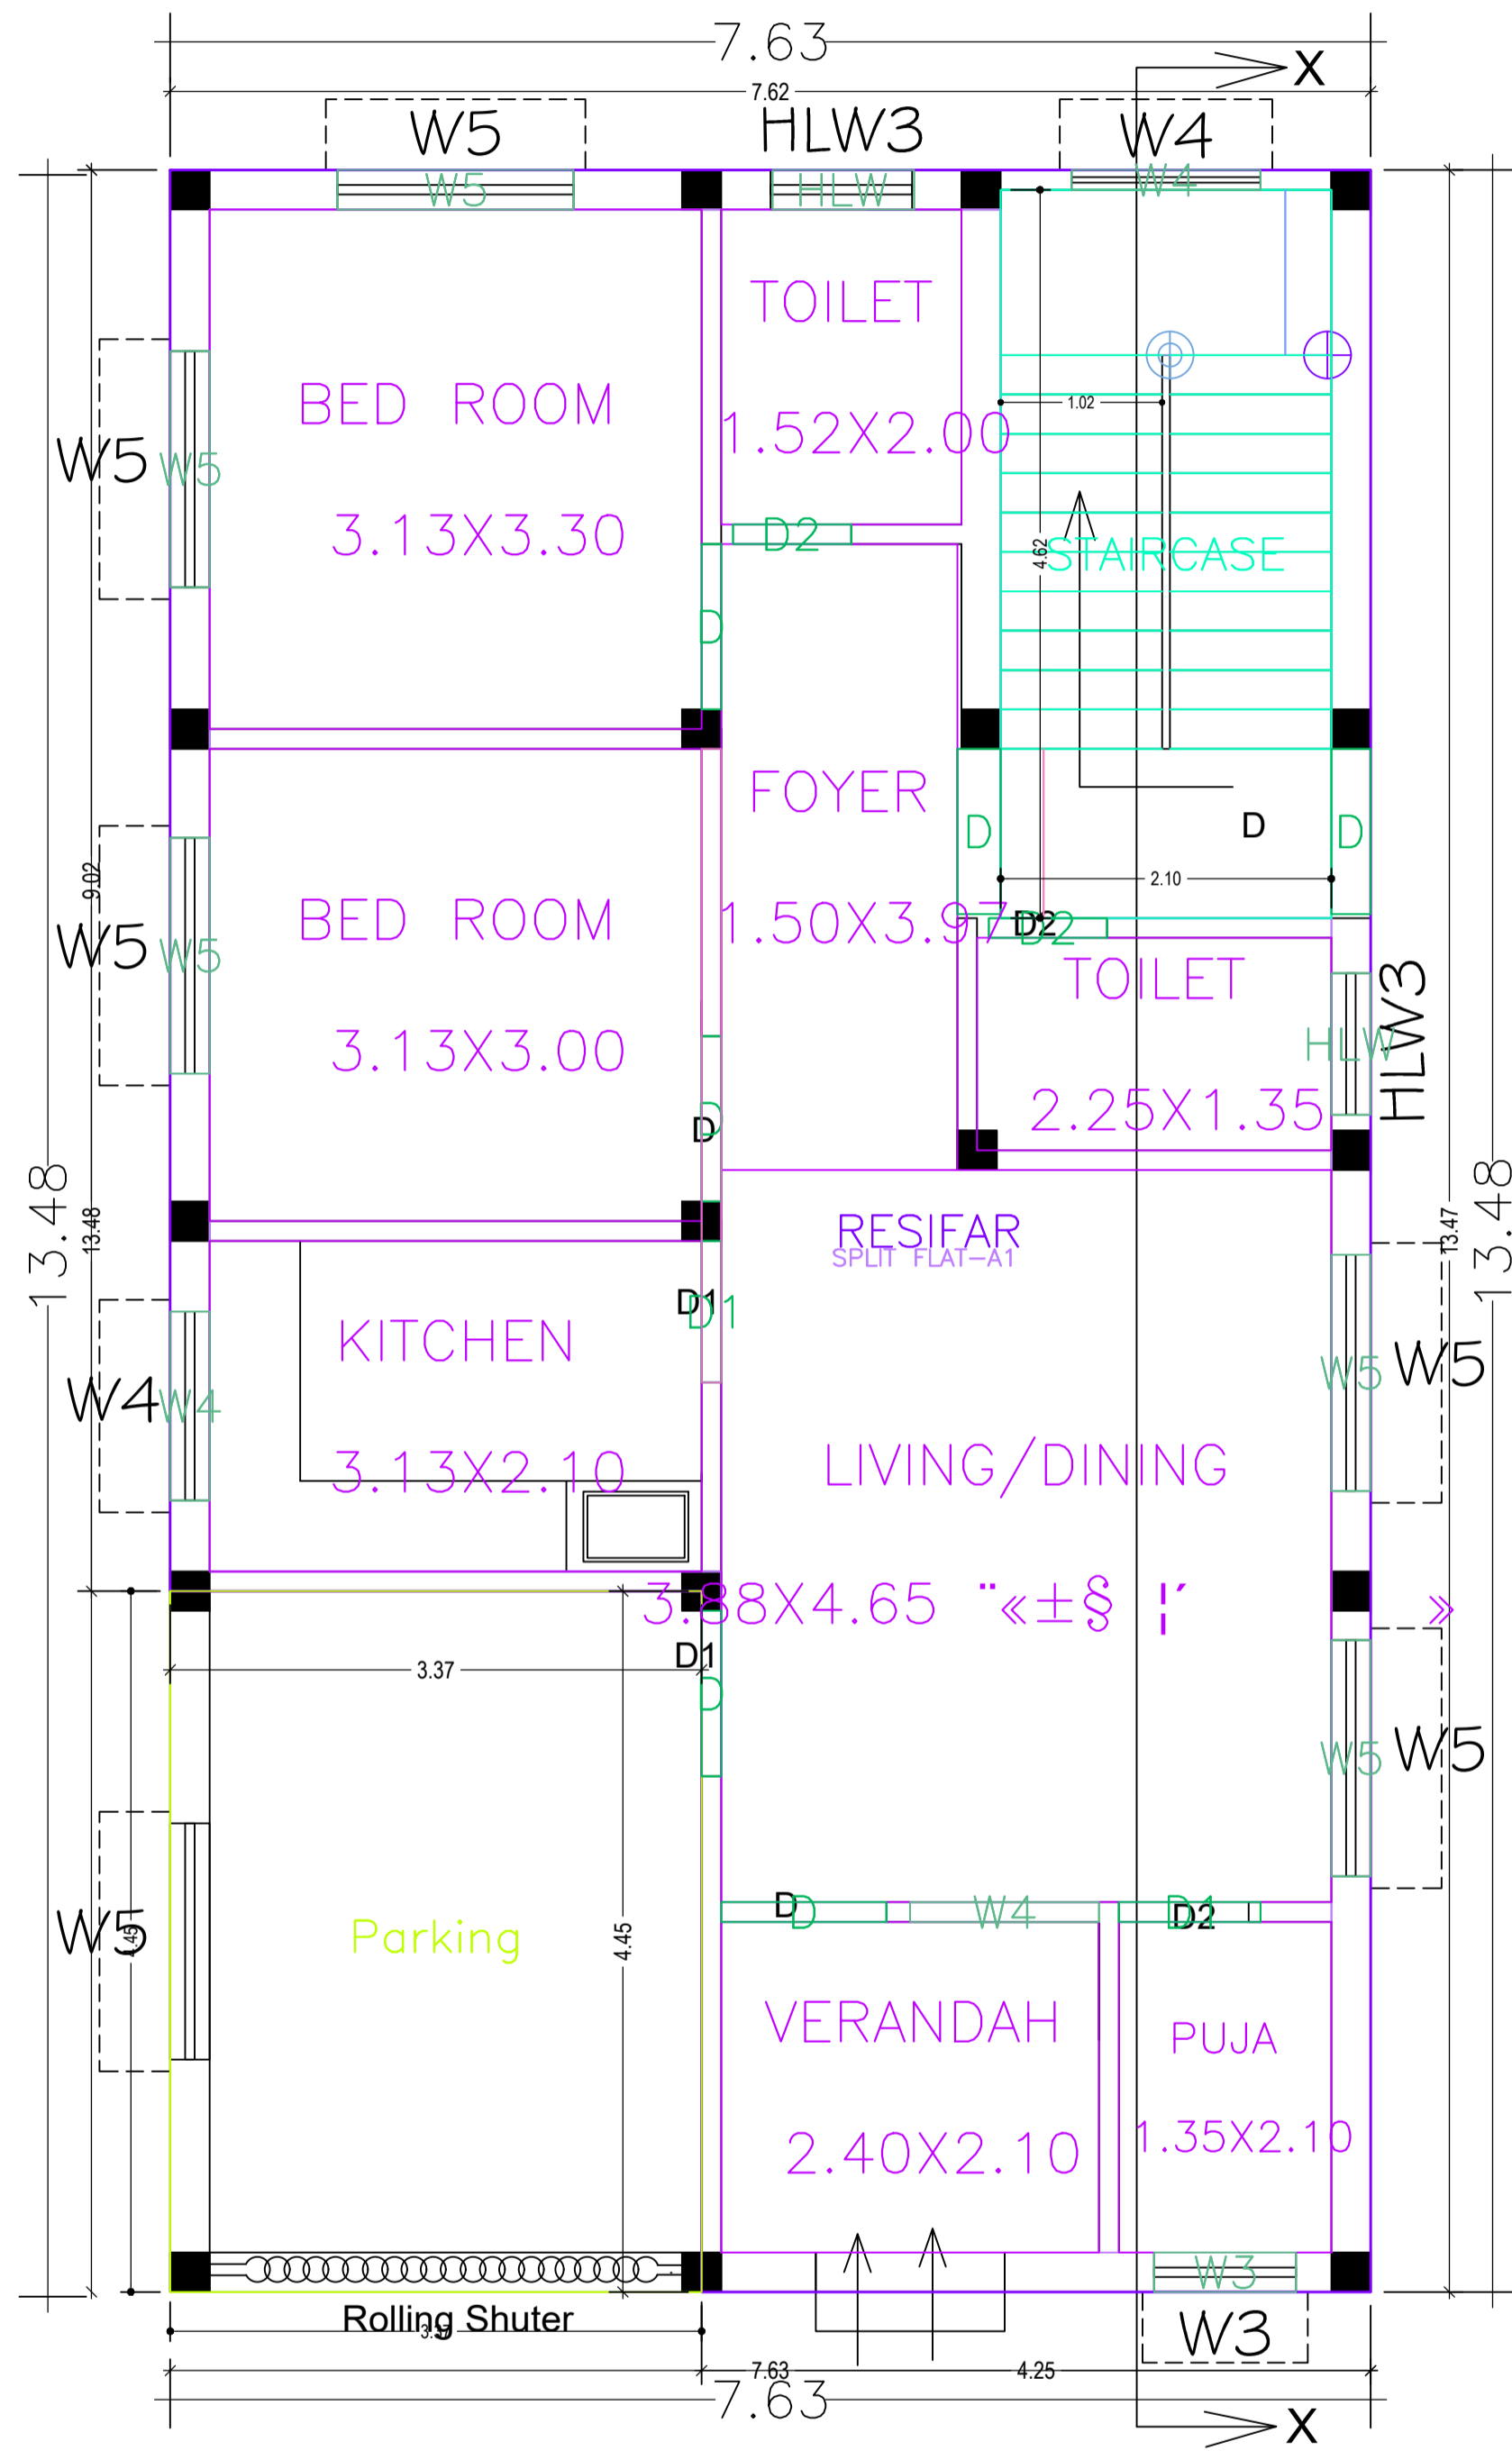 7.63
X
7.62
W5
HLW3
W4
W5
HLW
W4
TOILET
BED ROOM
1.02
1.52X2.00
W5
W5
3.13X3.30
D2
4.62
STAIRCASE
D
FOYER
D
D
D
9.02
2.10
BED ROOM
1.50X3.97
D2
D2
W5
W5
TOILET
HLW3
HLW
3.13X3.00
2.25X1.35
D
D
13.48
13.48
RESIFAR
SPLIT FLAT-A1
13.47
13.48
D1
D1
KITCHEN
W5
W5
W4
W4
3.13X2.10
LIVING/DINING
3.88X4.65 ¨«±§ ¦´ »
D1
3.37
D
W5
W5
D
D
W4
D1
D2
W5
4.45
Parking
4.45
VERANDAH
PUJA
2.40X2.10
1.35X2.10
W3
Rolling Shuter
3.37
W3
7.63
4.25
7.63
X